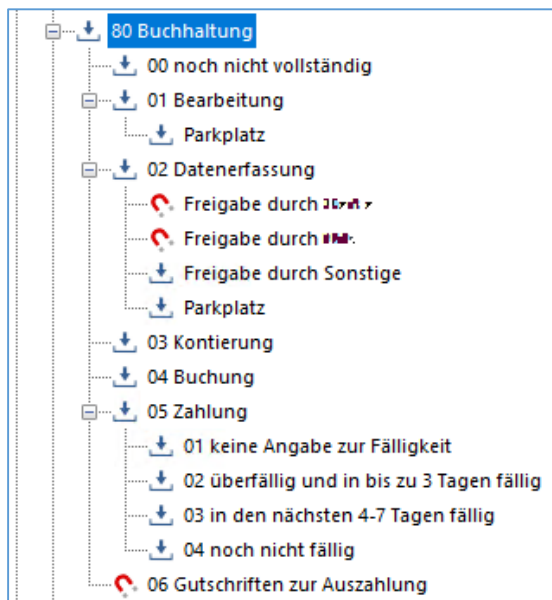 80 Buchhaltung
00 noch nicht vollständig
01 Bearbeitung
Parkplatz
02 Datenerfassung
Freigabe durch
Freigabe durch
Freigabe durch Sonstige
Parkplatz
03 Kontierung
04 Buchung
05 Zahlung
01 keine Angabe zur Fälligkeit
02 überfällig und in bis zu 3 Tagen fällig
03 in den nächsten 4-7 Tagen fällig
04 noch nicht fällig
06 Gutschriften zur Auszahlung